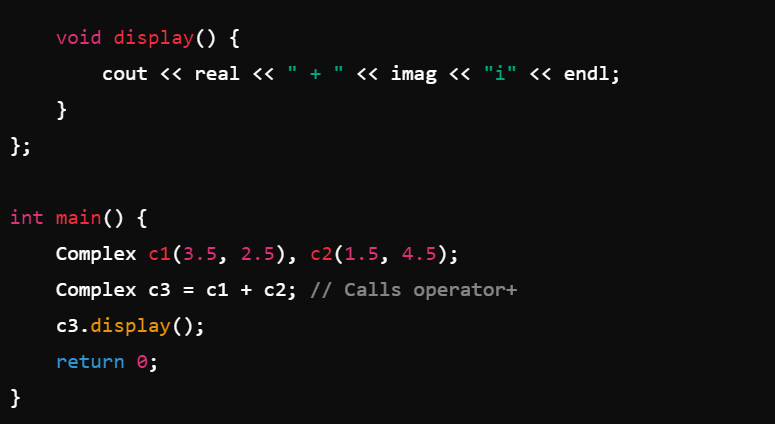 void display() {
        cout << real << " + " << imag << "i" << endl;
    }
};

int main() {
    Complex c1(3.5, 2.5), c2(1.5, 4.5);
    Complex c3 = c1 + c2; // Calls operator+
    c3.display();
    return 0;
}